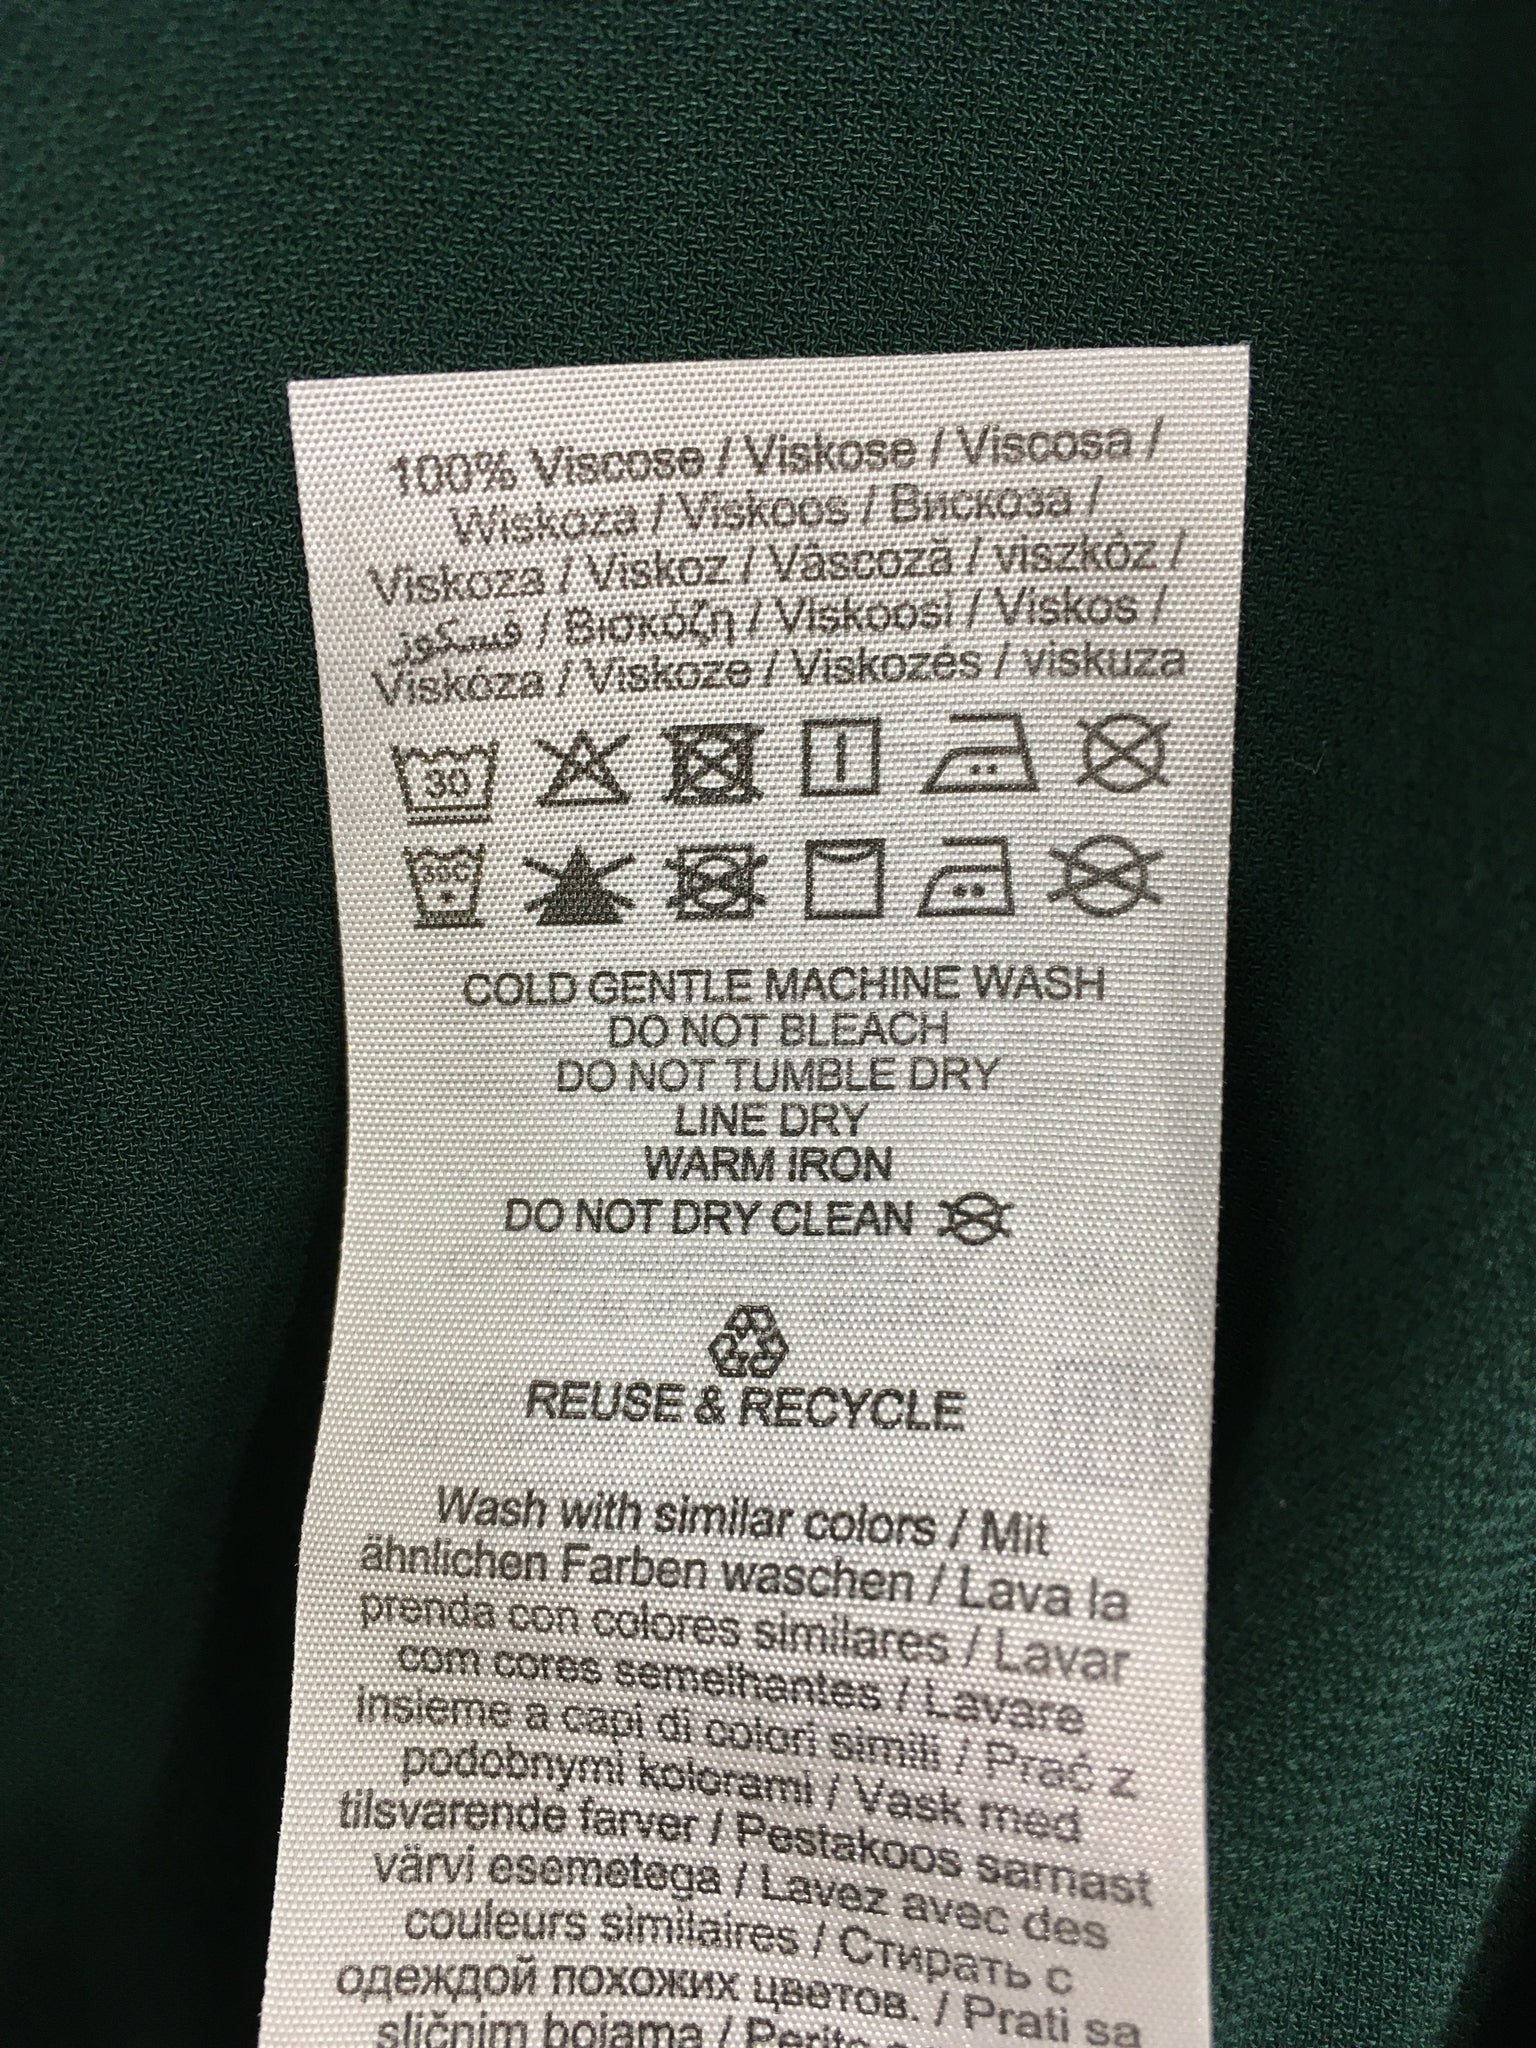 100% Viscose / Viskose / Viscosa /
Wiskoza / Viskoos / Вискоза /
Viskoza / Viskoz / Vâscoză / viszkóz /
فسكوز / Βισκόζη / Viskoosi / Viskos /
Viskóza / Viskoze / Viskozės / viskuza
30
30C
COLD GENTLE MACHINE WASH
DO NOT BLEACH
DO NOT TUMBLE DRY
LINE DRY
WARM IRON
DO NOT DRY CLEAN
REUSE & RECYCLE
Wash with similar colors / Mit
ähnlichen Farben waschen / Lava la
prenda con colores similares / Lavar
com cores semelhantes / Lavare
insieme a capi di colori simili / Prać z
podobnymi kolorami / Vask med
tilsvarende farver / Pestakoos sarnast
värvi esemetega / Lavez avec des
couleurs similaires / Стирать с
одеждой похожих цветов. / Prati sa
sličnim bojama /